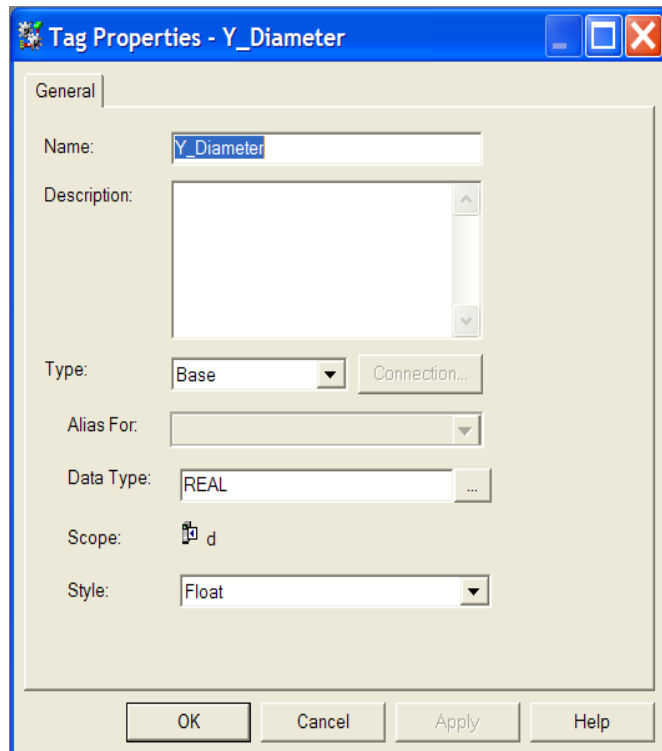 Tag Properties - Y_Diameter
General
Name: Y_Diameter
Description:
Type: Base Connection...
Alias For:
Data Type: REAL ...
Scope: d
Style: Float
OK Cancel Apply Help